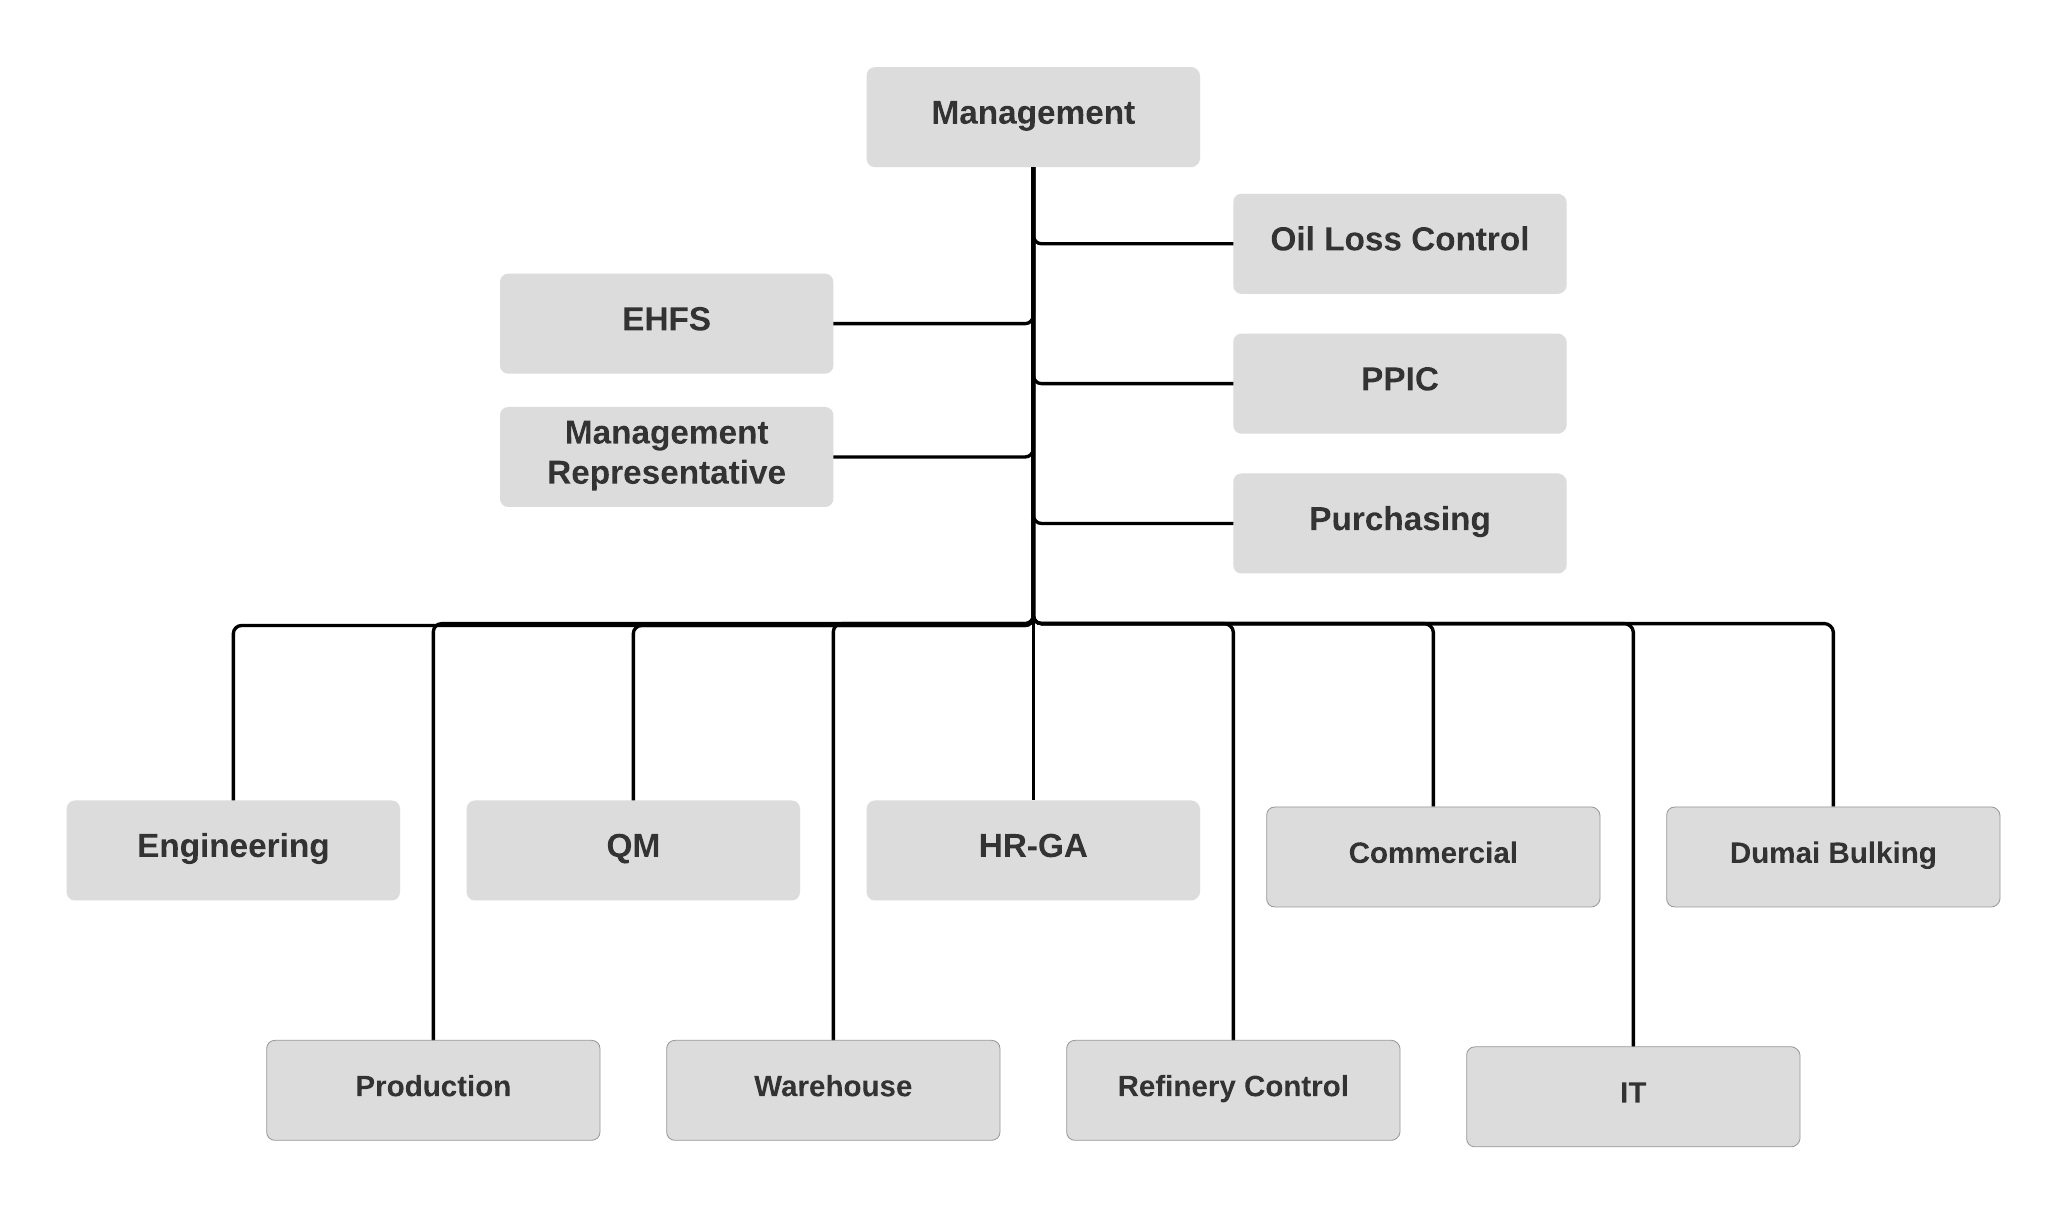 Management
Oil Loss Control
EHFS
PPIC
Management
Representative
Purchasing
Engineering
QM
HR-GA
Commercial
Dumai Bulking
Production
Warehouse
Refinery Control
IT